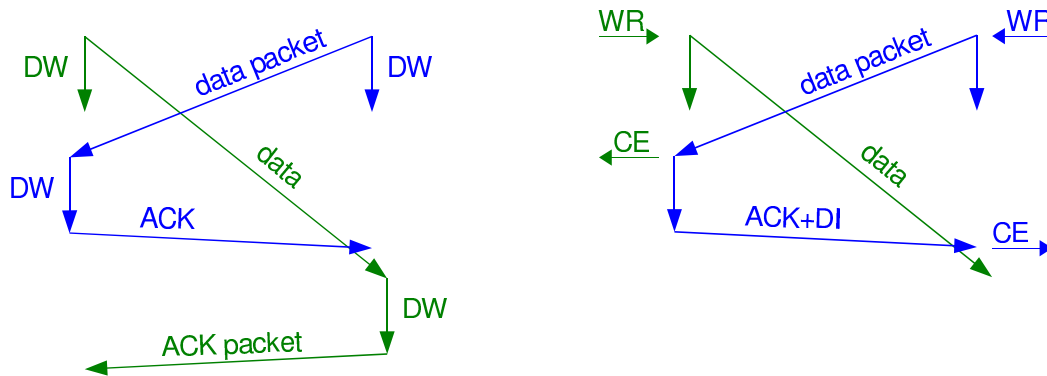 DW
data packet
DW
DW
data
ACK
DW
ACK packet
WR
data packet
WR
CE
data
ACK+DI
CE